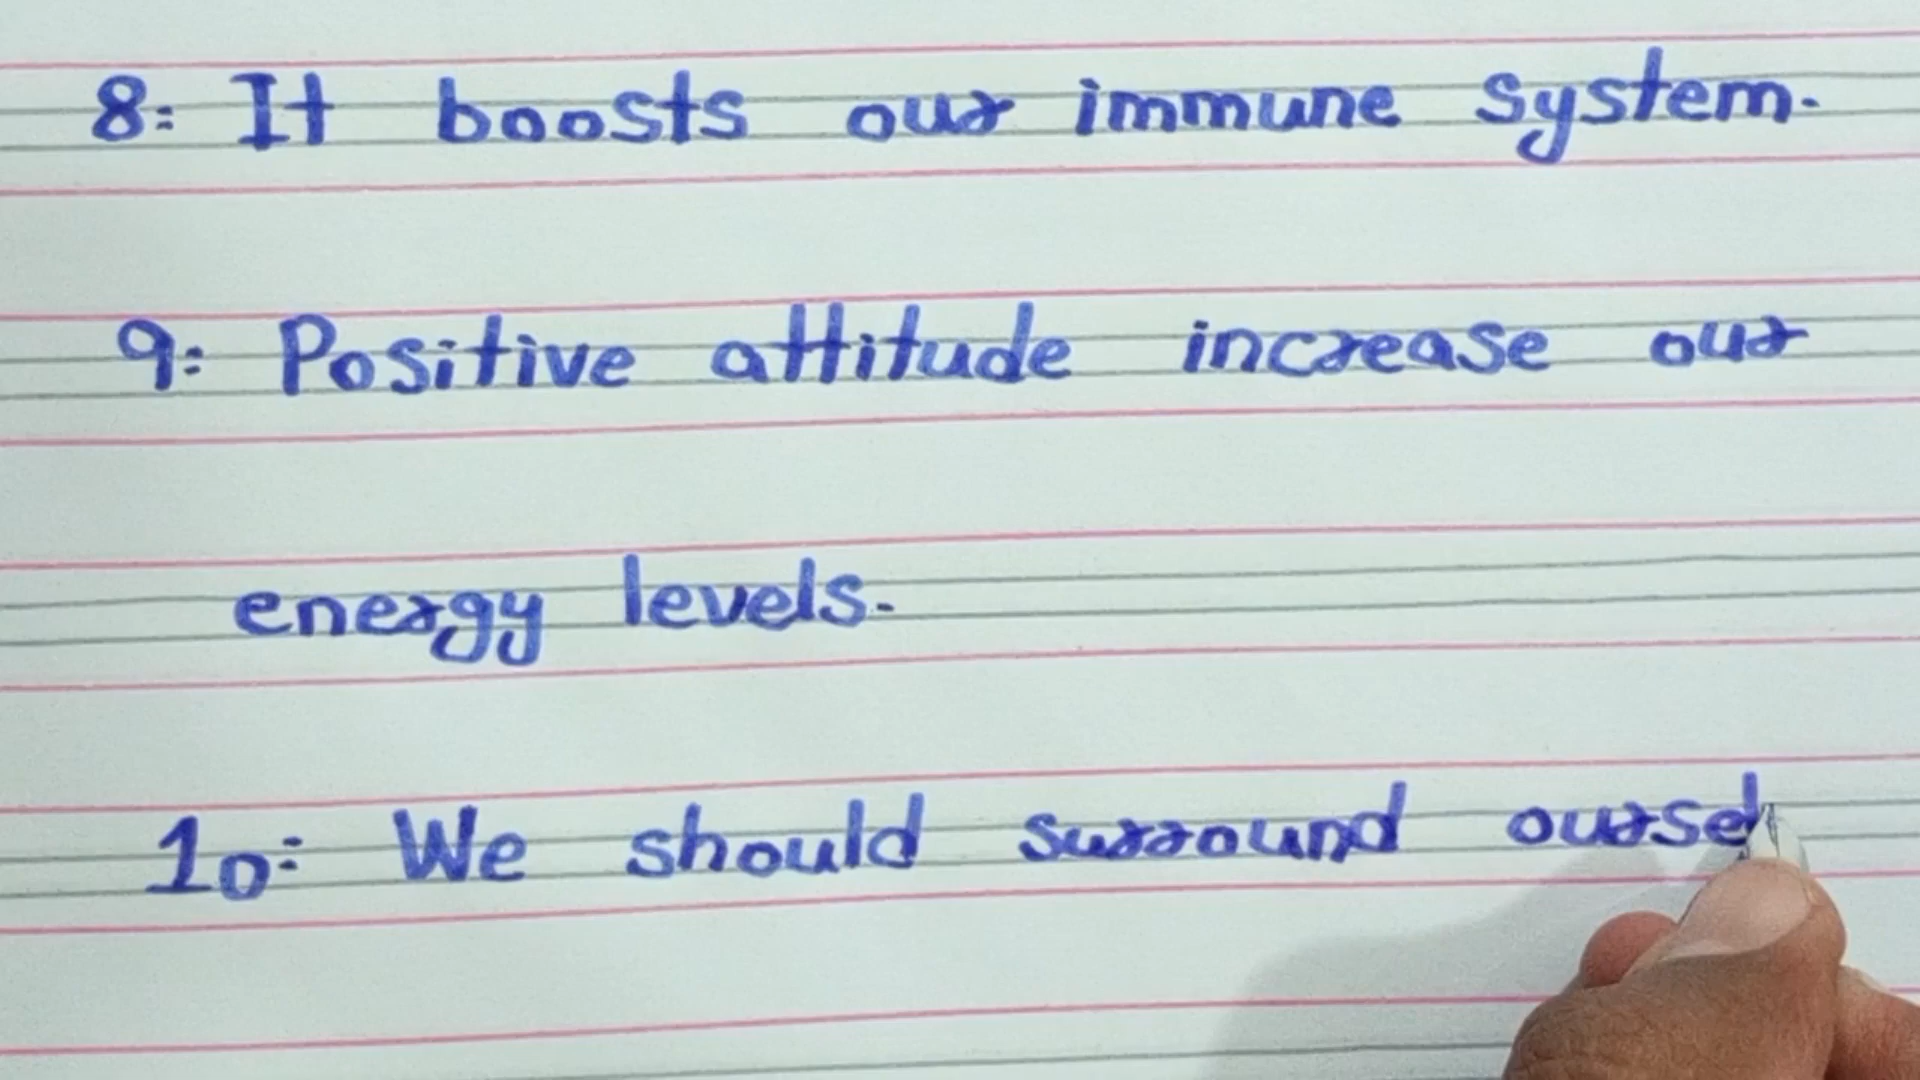 8: It boosts our immune system.
9: Positive attitude increase our
energy levels.
10: We should surround oursel